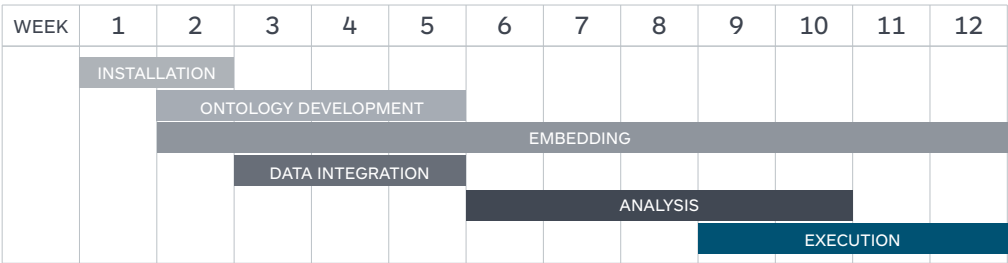 WEEK 1 2 3 4 5 6 7 8 9 10 11 12
INSTALLATION
ONTOLOGY DEVELOPMENT
EMBEDDING
DATA INTEGRATION
ANALYSIS
EXECUTION